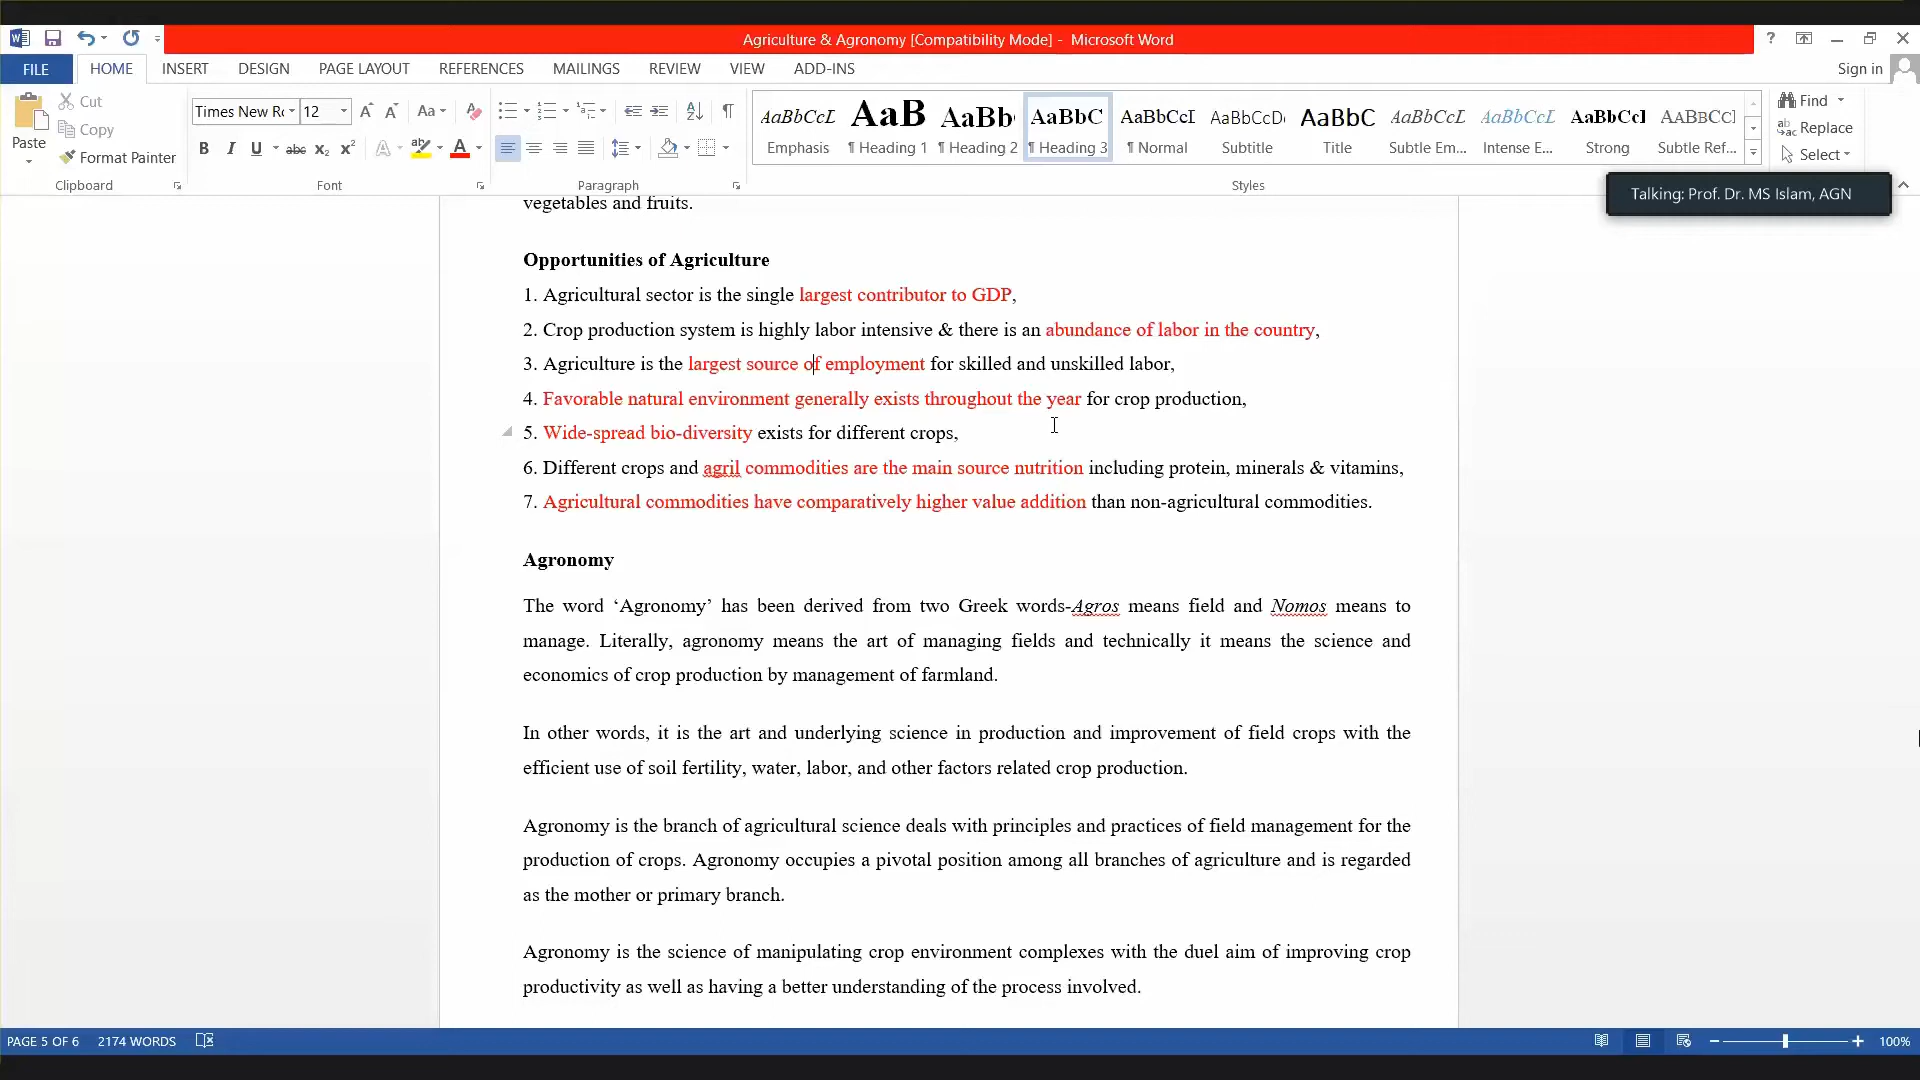 Agriculture & Agronomy [Compatibility Mode] - Microsoft Word
FILE HOME INSERT DESIGN PAGE LAYOUT REFERENCES MAILINGS REVIEW VIEW ADD-INS Sign in
Paste Cut Copy Format Painter
Times New Ro 12 Aa
B I U abc x₂ x² A A
AaBbCcL AaB AaBb AaBbC AaBbCcI AaBbCcD AaBbC AaBbCcL AaBbCcL AaBbCcI AABBCCI
Emphasis ¶ Heading 1 ¶ Heading 2 ¶ Heading 3 ¶ Normal Subtitle Title Subtle Em... Intense E... Strong Subtle Ref...
Find
Replace
Select
Clipboard Font Paragraph Styles
Talking: Prof. Dr. MS Islam, AGN
vegetables and fruits.
Opportunities of Agriculture
1. Agricultural sector is the single largest contributor to GDP,
2. Crop production system is highly labor intensive & there is an abundance of labor in the country,
3. Agriculture is the largest source of employment for skilled and unskilled labor,
4. Favorable natural environment generally exists throughout the year for crop production,
5. Wide-spread bio-diversity exists for different crops,
6. Different crops and agril commodities are the main source nutrition including protein, minerals & vitamins,
7. Agricultural commodities have comparatively higher value addition than non-agricultural commodities.
Agronomy
The word ‘Agronomy’ has been derived from two Greek words-Agros means field and Nomos means to
manage. Literally, agronomy means the art of managing fields and technically it means the science and
economics of crop production by management of farmland.
In other words, it is the art and underlying science in production and improvement of field crops with the
efficient use of soil fertility, water, labor, and other factors related crop production.
Agronomy is the branch of agricultural science deals with principles and practices of field management for the
production of crops. Agronomy occupies a pivotal position among all branches of agriculture and is regarded
as the mother or primary branch.
Agronomy is the science of manipulating crop environment complexes with the duel aim of improving crop
productivity as well as having a better understanding of the process involved.
PAGE 5 OF 6 2174 WORDS 100%